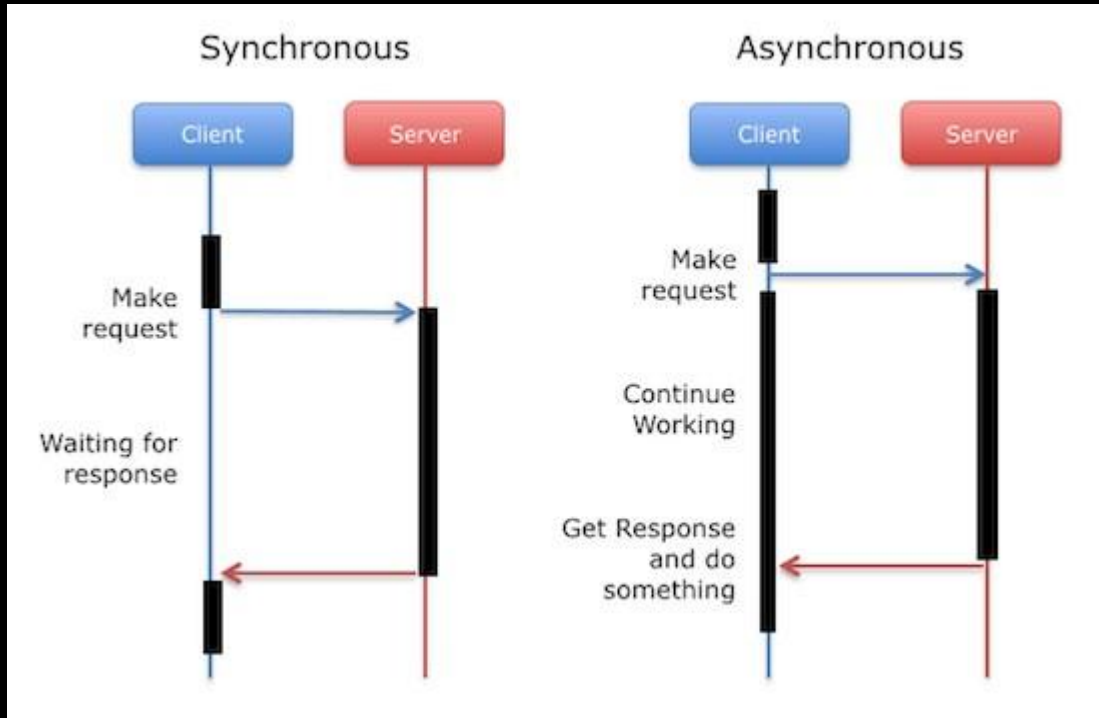 Synchronous
Client
Server
Make
request
Waiting for
response
Asynchronous
Client
Server
Make
request
Continue
Working
Get Response
and do
something